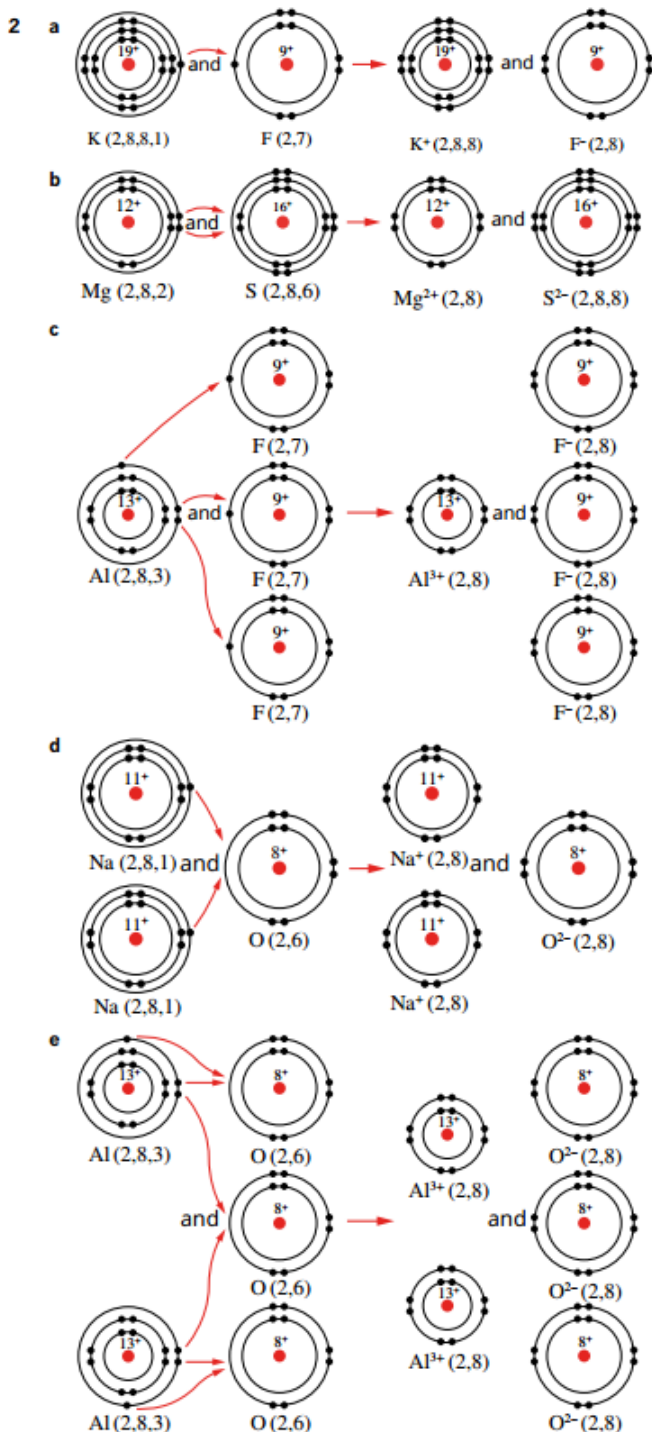 2 a
19⁺ and 9⁺ 19⁺ and 9⁺
K (2,8,8,1) F (2,7) K⁺ (2,8,8) F⁻ (2,8)
b
12⁺ and 16⁺ 12⁺ and 16⁺
Mg (2,8,2) S (2,8,6) Mg²⁺ (2,8) S²⁻ (2,8,8)
c
9⁺ 9⁺
F (2,7) F⁻ (2,8)
13⁺ and 9⁺ 13⁺ and 9⁺
Al (2,8,3) F (2,7) Al³⁺ (2,8) F⁻ (2,8)
9⁺ 9⁺
F (2,7) F⁻ (2,8)
d
11⁺ 11⁺
Na (2,8,1) and 8⁺ Na⁺ (2,8) and 8⁺
11⁺ O (2,6) 11⁺ O²⁻ (2,8)
Na (2,8,1) Na⁺ (2,8)
e
13⁺ 8⁺ 8⁺
Al (2,8,3) O (2,6) 13⁺ O²⁻ (2,8)
Al³⁺ (2,8)
and 8⁺ and 8⁺
O (2,6) O²⁻ (2,8)
13⁺ 8⁺ 13⁺ 8⁺
Al (2,8,3) O (2,6) Al³⁺ (2,8) O²⁻ (2,8)